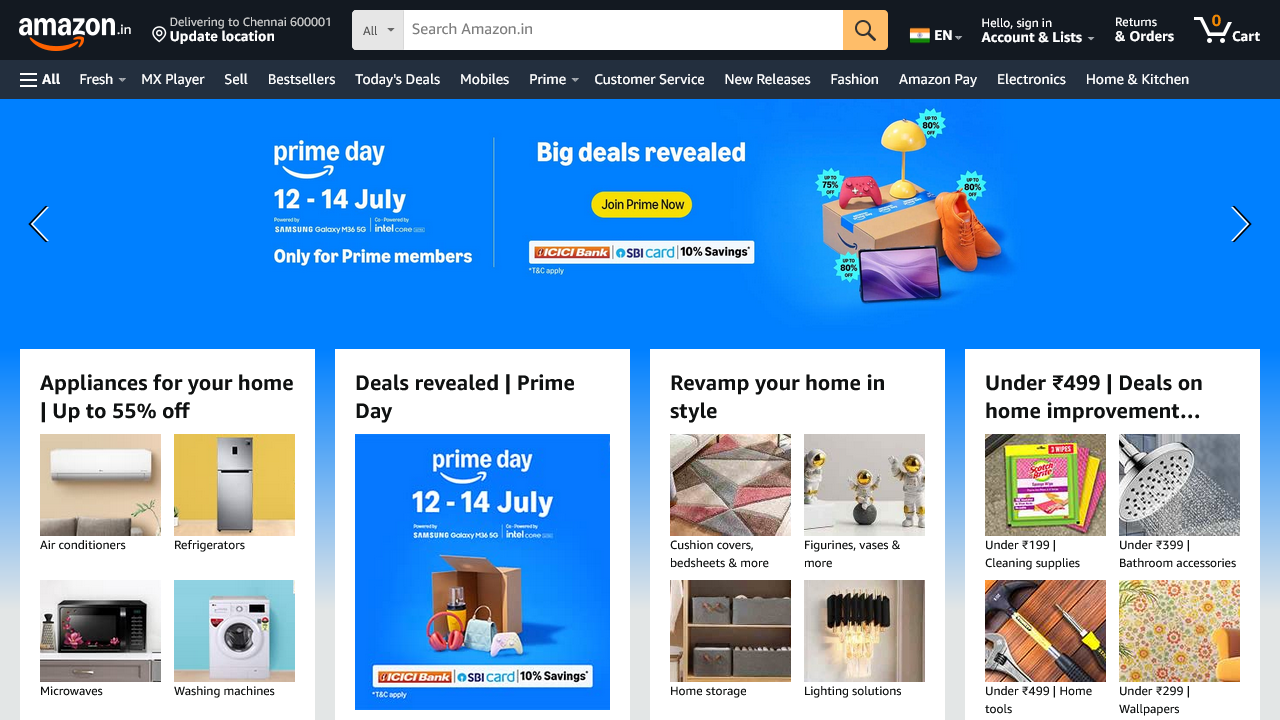 amazon.in
Delivering to Chennai 600001
Update location
All
Search Amazon.in
EN
Hello, sign in
Account & Lists
Returns
& Orders
0
Cart
All
Fresh
MX Player
Sell
Bestsellers
Today's Deals
Mobiles
Prime
Customer Service
New Releases
Fashion
Amazon Pay
Electronics
Home & Kitchen
prime day
12 - 14 July
Powered by
SAMSUNG Galaxy M36 5G
Co-Powered by
intel core
Only for Prime members
Big deals revealed
Join Prime Now
ICICI Bank | SBI card | 10% Savings*
*T&C apply
UP TO
80%
OFF
UP TO
75%
OFF
UP TO
80%
OFF
UP TO
80%
OFF
Appliances for your home
| Up to 55% off
Air conditioners
Refrigerators
Microwaves
Washing machines
Deals revealed | Prime
Day
prime day
12 - 14 July
Powered by
SAMSUNG Galaxy M36 5G
Co-Powered by
intel core
ICICI Bank | SBI card | 10% Savings*
*T&C apply
Revamp your home in
style
Cushion covers,
bedsheets & more
Figurines, vases &
more
Home storage
Lighting solutions
Under ₹499 | Deals on
home improvement...
3 WIPES
Scotch
Brite
Under ₹199 |
Cleaning supplies
Under ₹399 |
Bathroom accessories
Under ₹499 | Home
tools
Under ₹299 |
Wallpapers